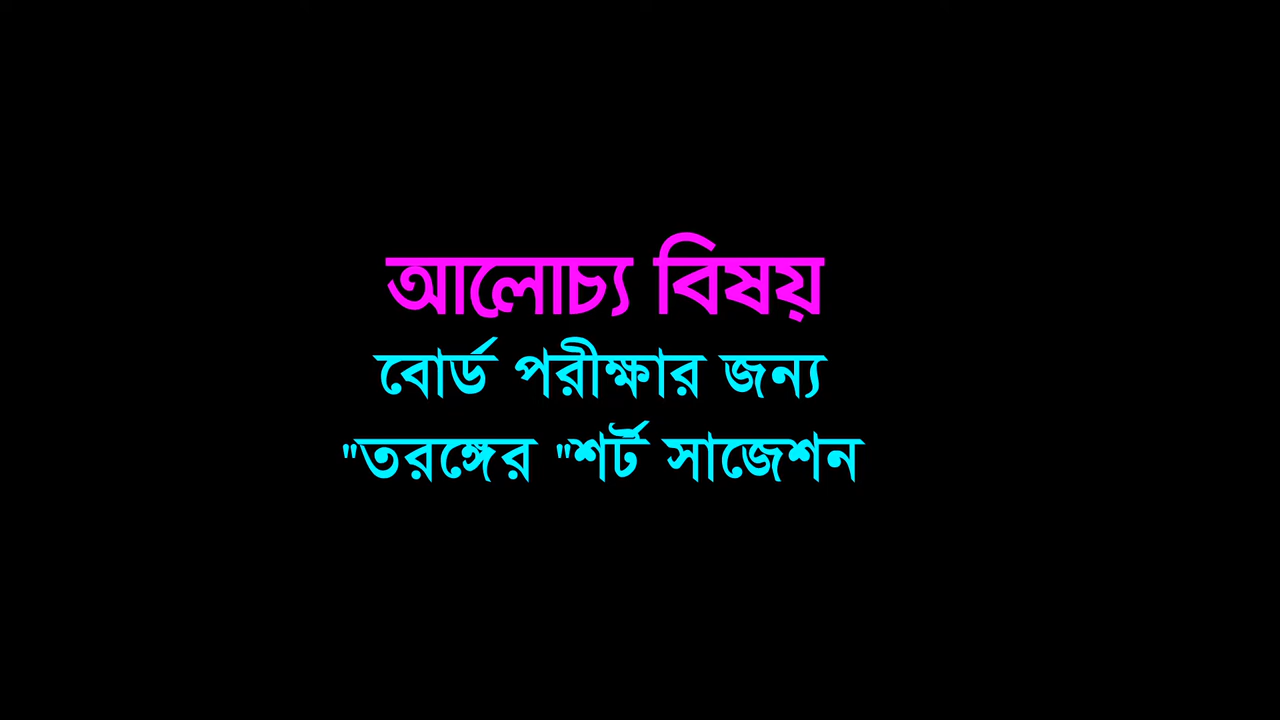 আলোচ্য বিষয়
বোর্ড পরীক্ষার জন্য
"তরঙ্গের "শর্ট সাজেশন